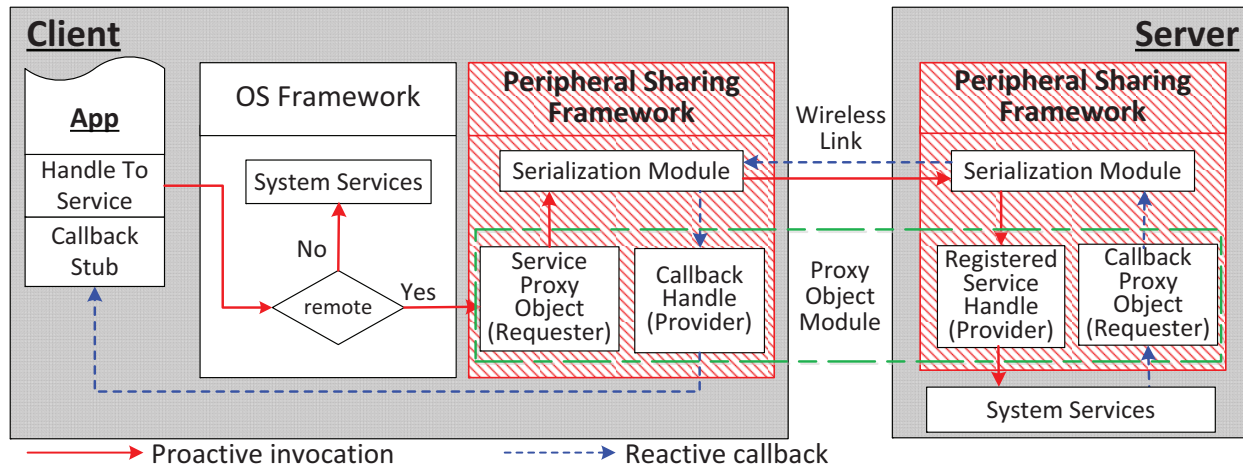 Client
App
Handle To
Service
Callback
Stub
OS Framework
System Services
No
remote
Yes
Peripheral Sharing
Framework
Serialization Module
Service
Proxy
Object
(Requester)
Callback
Handle
(Provider)
Wireless
Link
Proxy
Object
Module
Server
Peripheral Sharing
Framework
Serialization Module
Registered
Service
Handle
(Provider)
Callback
Proxy
Object
(Requester)
System Services
Proactive invocation
Reactive callback